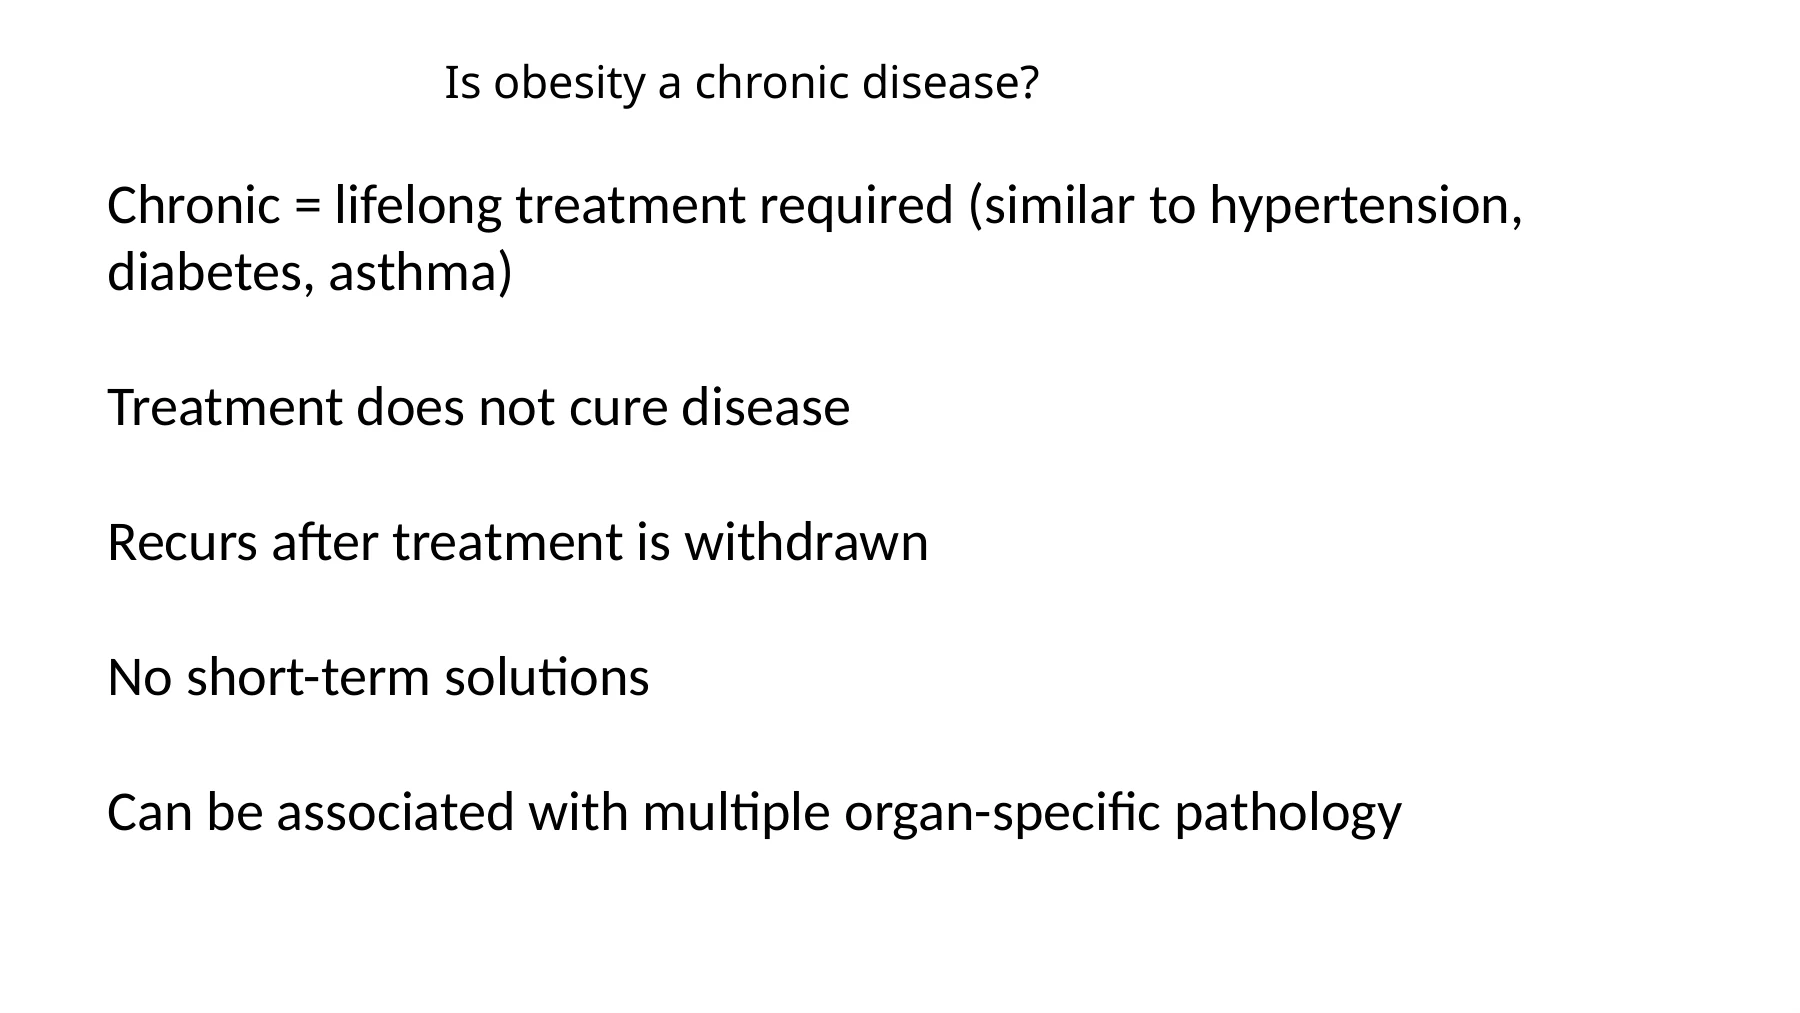 Is obesity a chronic disease?
Chronic = lifelong treatment required (similar to hypertension,
diabetes, asthma)
Treatment does not cure disease
Recurs after treatment is withdrawn
No short-term solutions
Can be associated with multiple organ-specific pathology